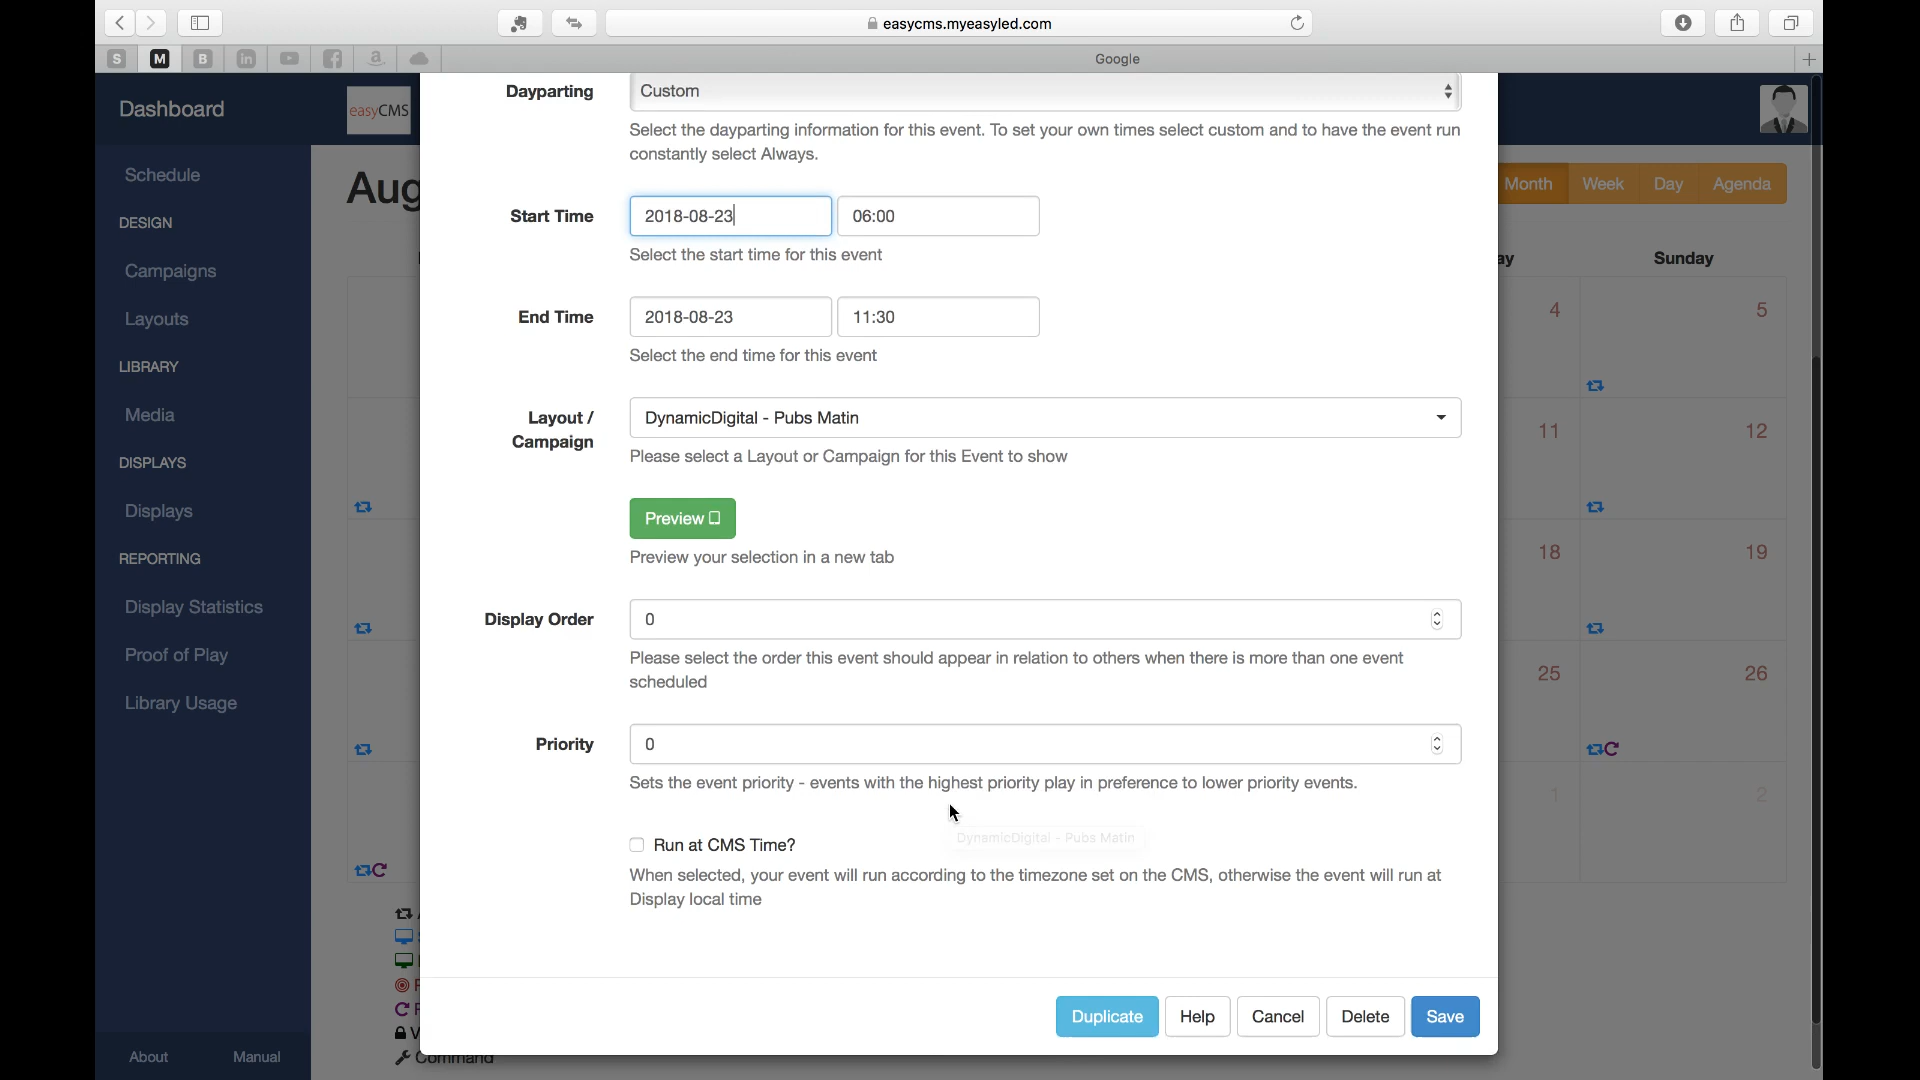 easycms.myeasyled.com
S M B in a
Google
Dashboard
easyCMS
Schedule
DESIGN
Campaigns
Layouts
LIBRARY
Media
DISPLAYS
Displays
REPORTING
Display Statistics
Proof of Play
Library Usage
About Manual
Aug
Month Week Day Agenda
ay Sunday
4 5
11 12
18 19
25 26
1 2
Dayparting Custom
Select the dayparting information for this event. To set your own times select custom and to have the event run
constantly select Always.
Start Time 2018-08-23 06:00
Select the start time for this event
End Time 2018-08-23 11:30
Select the end time for this event
Layout /
Campaign
DynamicDigital - Pubs Matin
Please select a Layout or Campaign for this Event to show
Preview
Preview your selection in a new tab
Display Order 0
Please select the order this event should appear in relation to others when there is more than one event
scheduled
Priority 0
Sets the event priority - events with the highest priority play in preference to lower priority events.
DynamicDigital - Pubs Matin
Run at CMS Time?
When selected, your event will run according to the timezone set on the CMS, otherwise the event will run at
Display local time
Duplicate Help Cancel Delete Save
Command